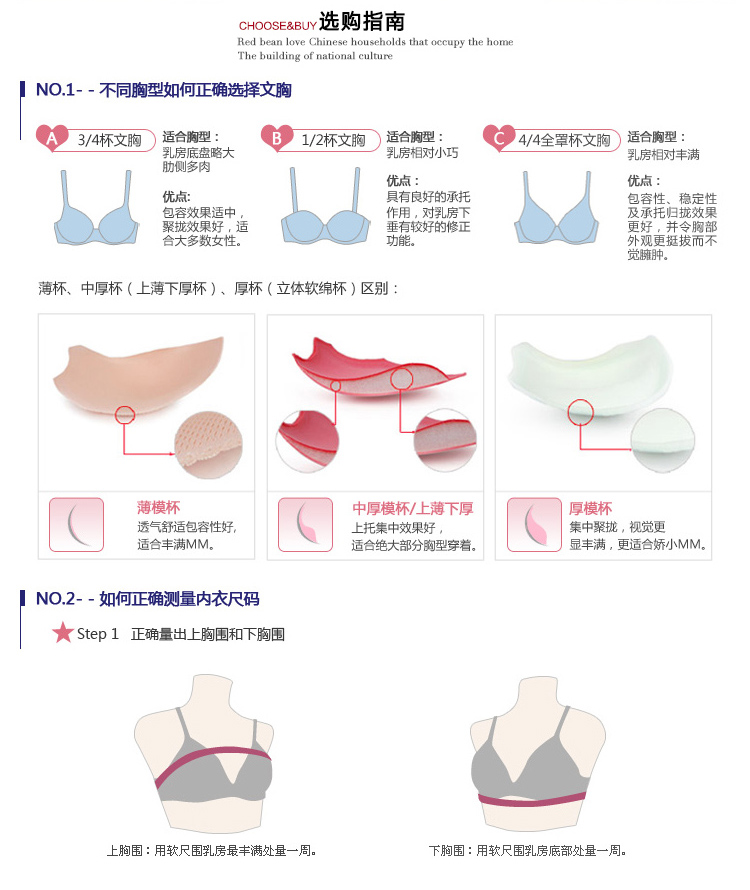 CHOOSE&BUY选购指南
Red bean love Chinese households that occupy the home
The building of national culture
NO.1- - 不同胸型如何正确选择文胸
A 3/4杯文胸
适合胸型：
乳房底盘略大
肋侧多肉
优点:
包容效果适中，
聚拢效果好，适
合大多数女性。
B 1/2杯文胸
适合胸型：
乳房相对小巧
优点：
具有良好的承托
作用，对乳房下
垂有较好的修正
功能。
C 4/4全罩杯文胸
适合胸型：
乳房相对丰满
优点：
包容性、稳定性
及承托归拢效果
更好，并令胸部
外观更挺拔而不
觉臃肿。
薄杯、中厚杯（上薄下厚杯）、厚杯（立体软绵杯）区别：
薄模杯
透气舒适包容性好，
适合丰满MM。
中厚模杯/上薄下厚
上托集中效果好，
适合绝大部分胸型穿着。
厚模杯
集中聚拢，视觉更
显丰满，更适合娇小MM。
NO.2- - 如何正确测量内衣尺码
Step 1 正确量出上胸围和下胸围
上胸围：用软尺围乳房最丰满处量一周。
下胸围：用软尺围乳房底部处量一周。